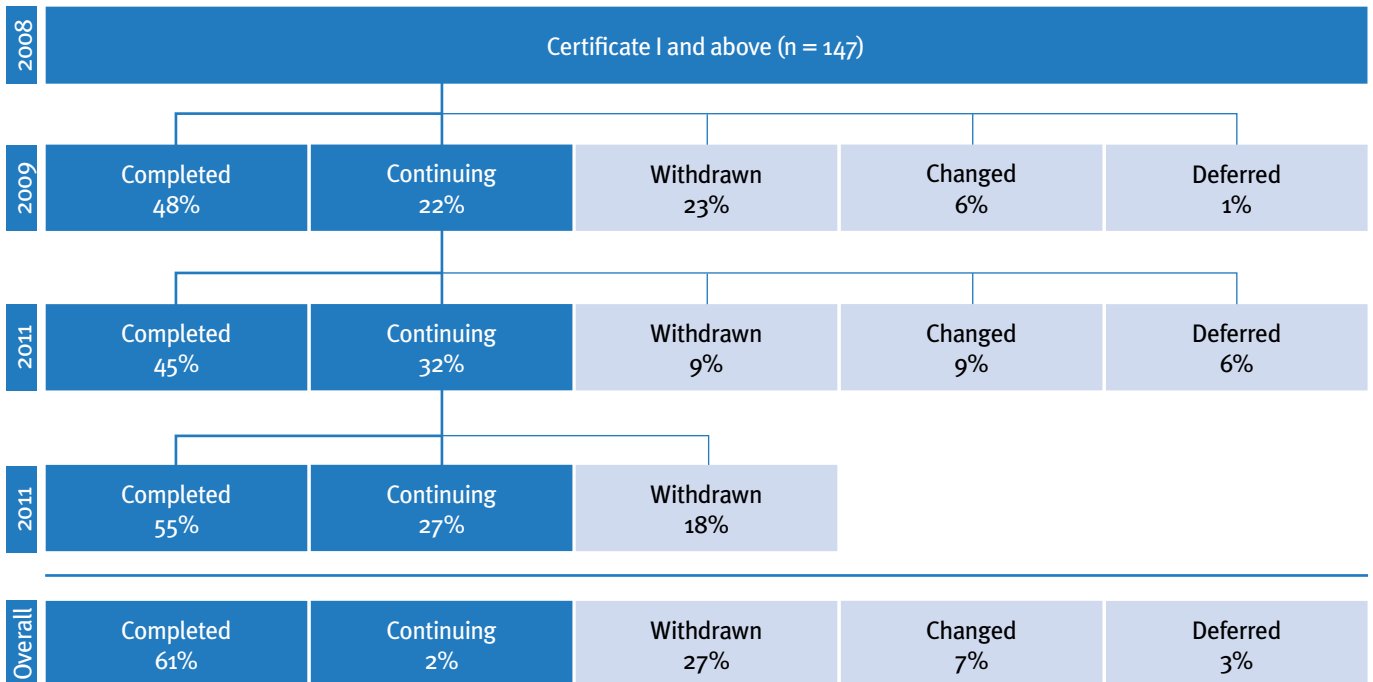 2008
Certificate I and above (n = 147)
2009
Completed
48%
Continuing
22%
Withdrawn
23%
Changed
6%
Deferred
1%
2011
Completed
45%
Continuing
32%
Withdrawn
9%
Changed
9%
Deferred
6%
2011
Completed
55%
Continuing
27%
Withdrawn
18%
Overall
Completed
61%
Continuing
2%
Withdrawn
27%
Changed
7%
Deferred
3%